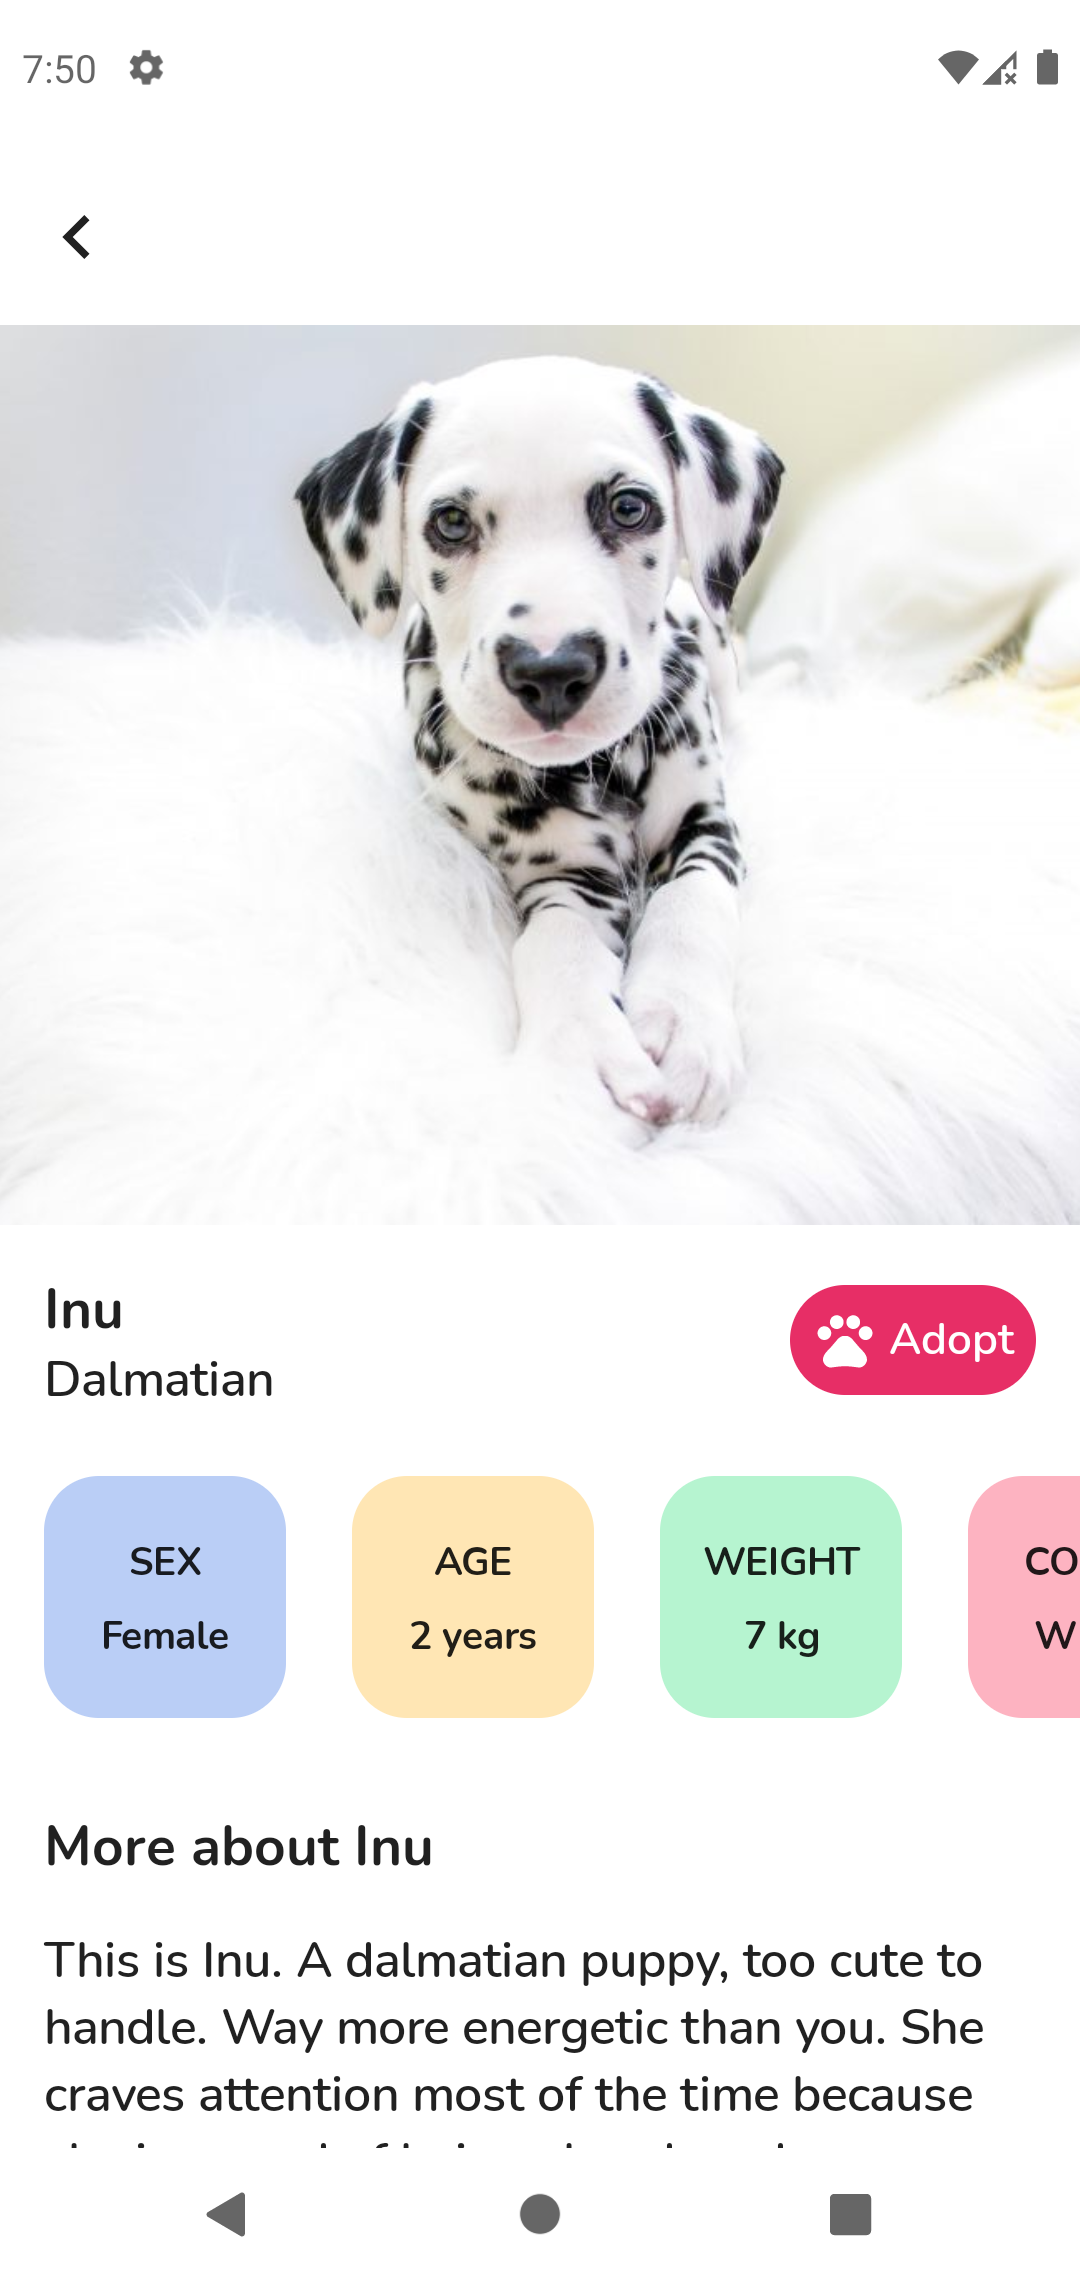 7:50
Inu
Dalmatian
Adopt
SEX
Female
AGE
2 years
WEIGHT
7 kg
CO
W
More about Inu
This is Inu. A dalmatian puppy, too cute to
handle. Way more energetic than you. She
craves attention most of the time because